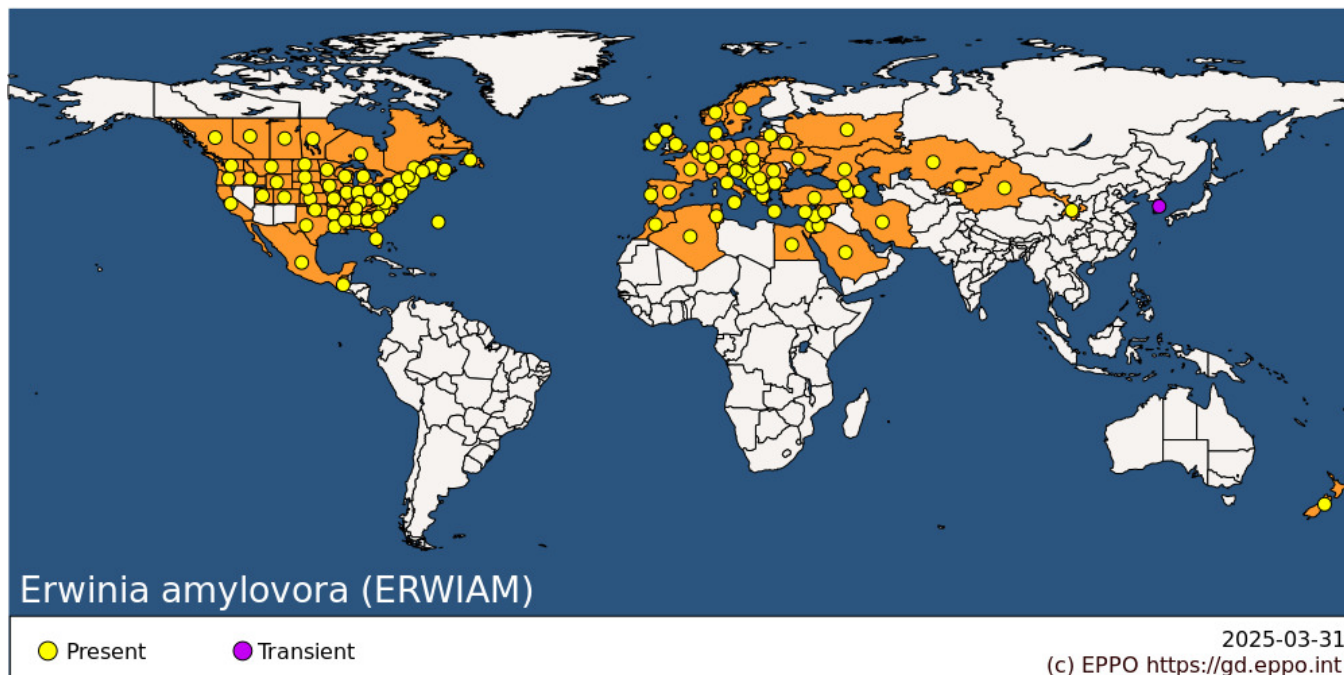 Erwinia amylovora (ERWIAM)
Present
Transient
2025-03-31
(c) EPPO https://gd.eppo.int